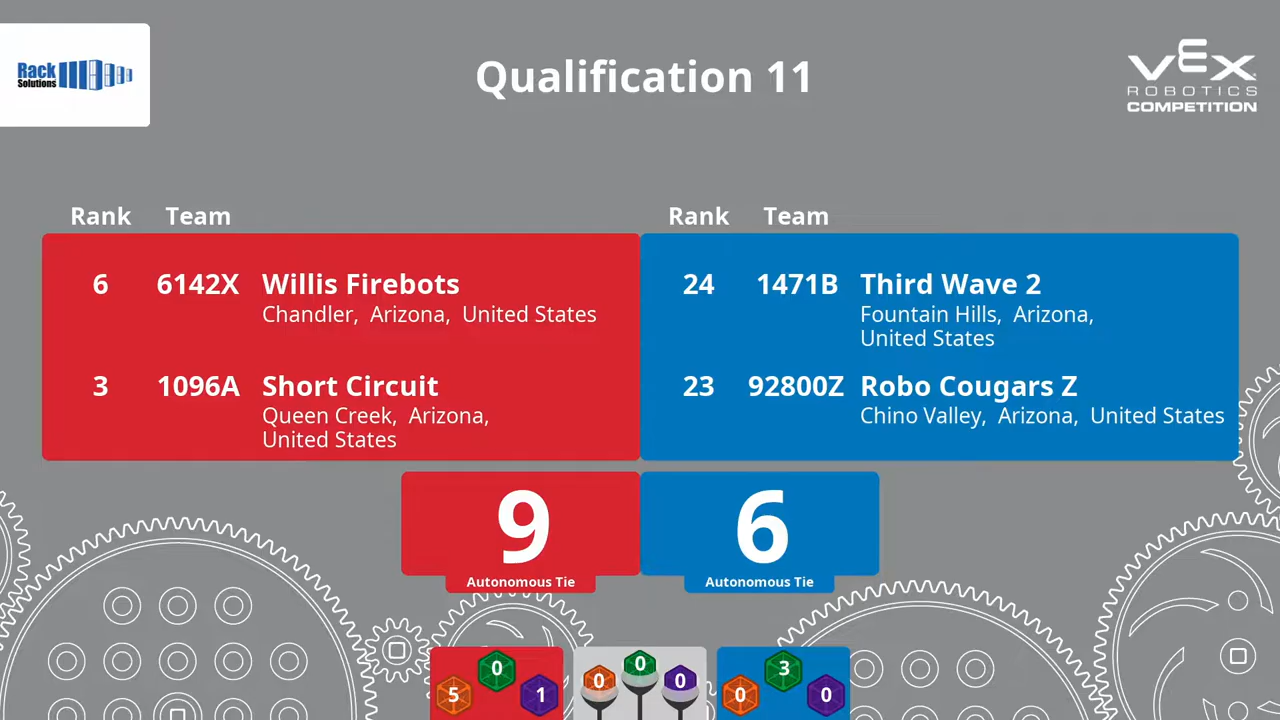 Rack
Solutions
Qualification 11
VEX
ROBOTICS
COMPETITION
Rank Team
Rank Team
6 6142X Willis Firebots
Chandler, Arizona, United States
3 1096A Short Circuit
Queen Creek, Arizona,
United States
24 1471B Third Wave 2
Fountain Hills, Arizona,
United States
23 92800Z Robo Cougars Z
Chino Valley, Arizona, United States
9
Autonomous Tie
6
Autonomous Tie
0
5 1
0
0 0
3
0 0